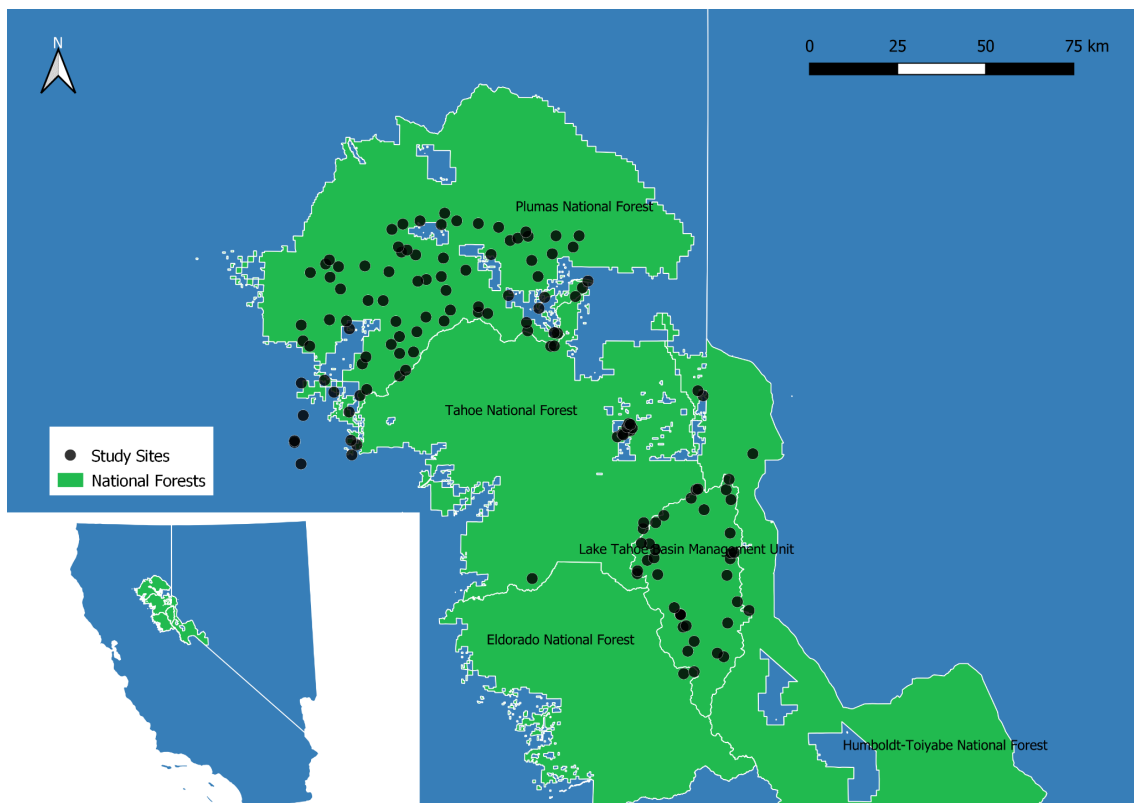 N
0 25 50 75 km
Plumas National Forest
Tahoe National Forest
Study Sites
National Forests
Lake Tahoe Basin Management Unit
Eldorado National Forest
Humboldt-Toiyabe National Forest